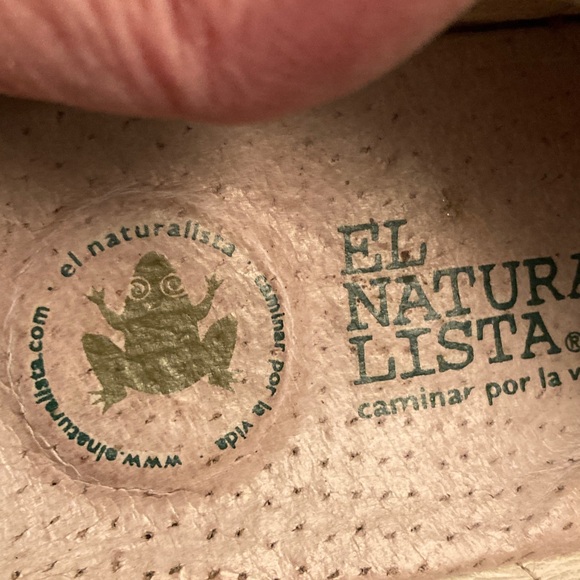 el naturalista · caminar por la vida · www.elnaturalista.com ·
EL
NATURA
LISTA®
caminar por la v